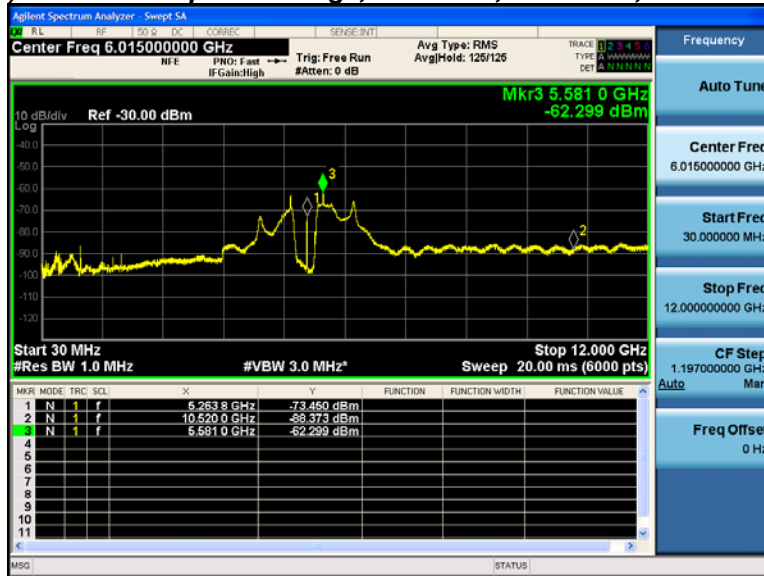 Agilent Spectrum Analyzer - Swept SA
RL RF 50 Ω DC CORREC SENSE:INT
Center Freq 6.015000000 GHz
NFE PNO: Fast Trig: Free Run
IFGain:High #Atten: 0 dB
Avg Type: RMS
Avg|Hold: 125/125
TRACE 1 2 3 4 5 6
TYPE A
DET A N N N N N
Mkr3 5.581 0 GHz
-62.299 dBm
10 dB/div Ref -30.00 dBm
Log
-40.0
-50.0
-60.0
-70.0
-80.0
-90.0
-100
-110
-120
3
1
2
Start 30 MHz Stop 12.000 GHz
#Res BW 1.0 MHz #VBW 3.0 MHz* Sweep 20.00 ms (6000 pts)
MKR MODE TRC SCL X Y FUNCTION FUNCTION WIDTH FUNCTION VALUE
1 N 1 f 5.263 8 GHz -73.450 dBm
2 N 1 f 10.520 0 GHz -88.373 dBm
3 N 1 f 5.581 0 GHz -62.299 dBm
4
5
6
7
8
9
10
11
MSG STATUS
Frequency
Auto Tune
Center Freq
6.015000000 GHz
Start Freq
30.000000 MHz
Stop Freq
12.000000000 GHz
CF Step
1.197000000 GHz
Auto Man
Freq Offset
0 Hz